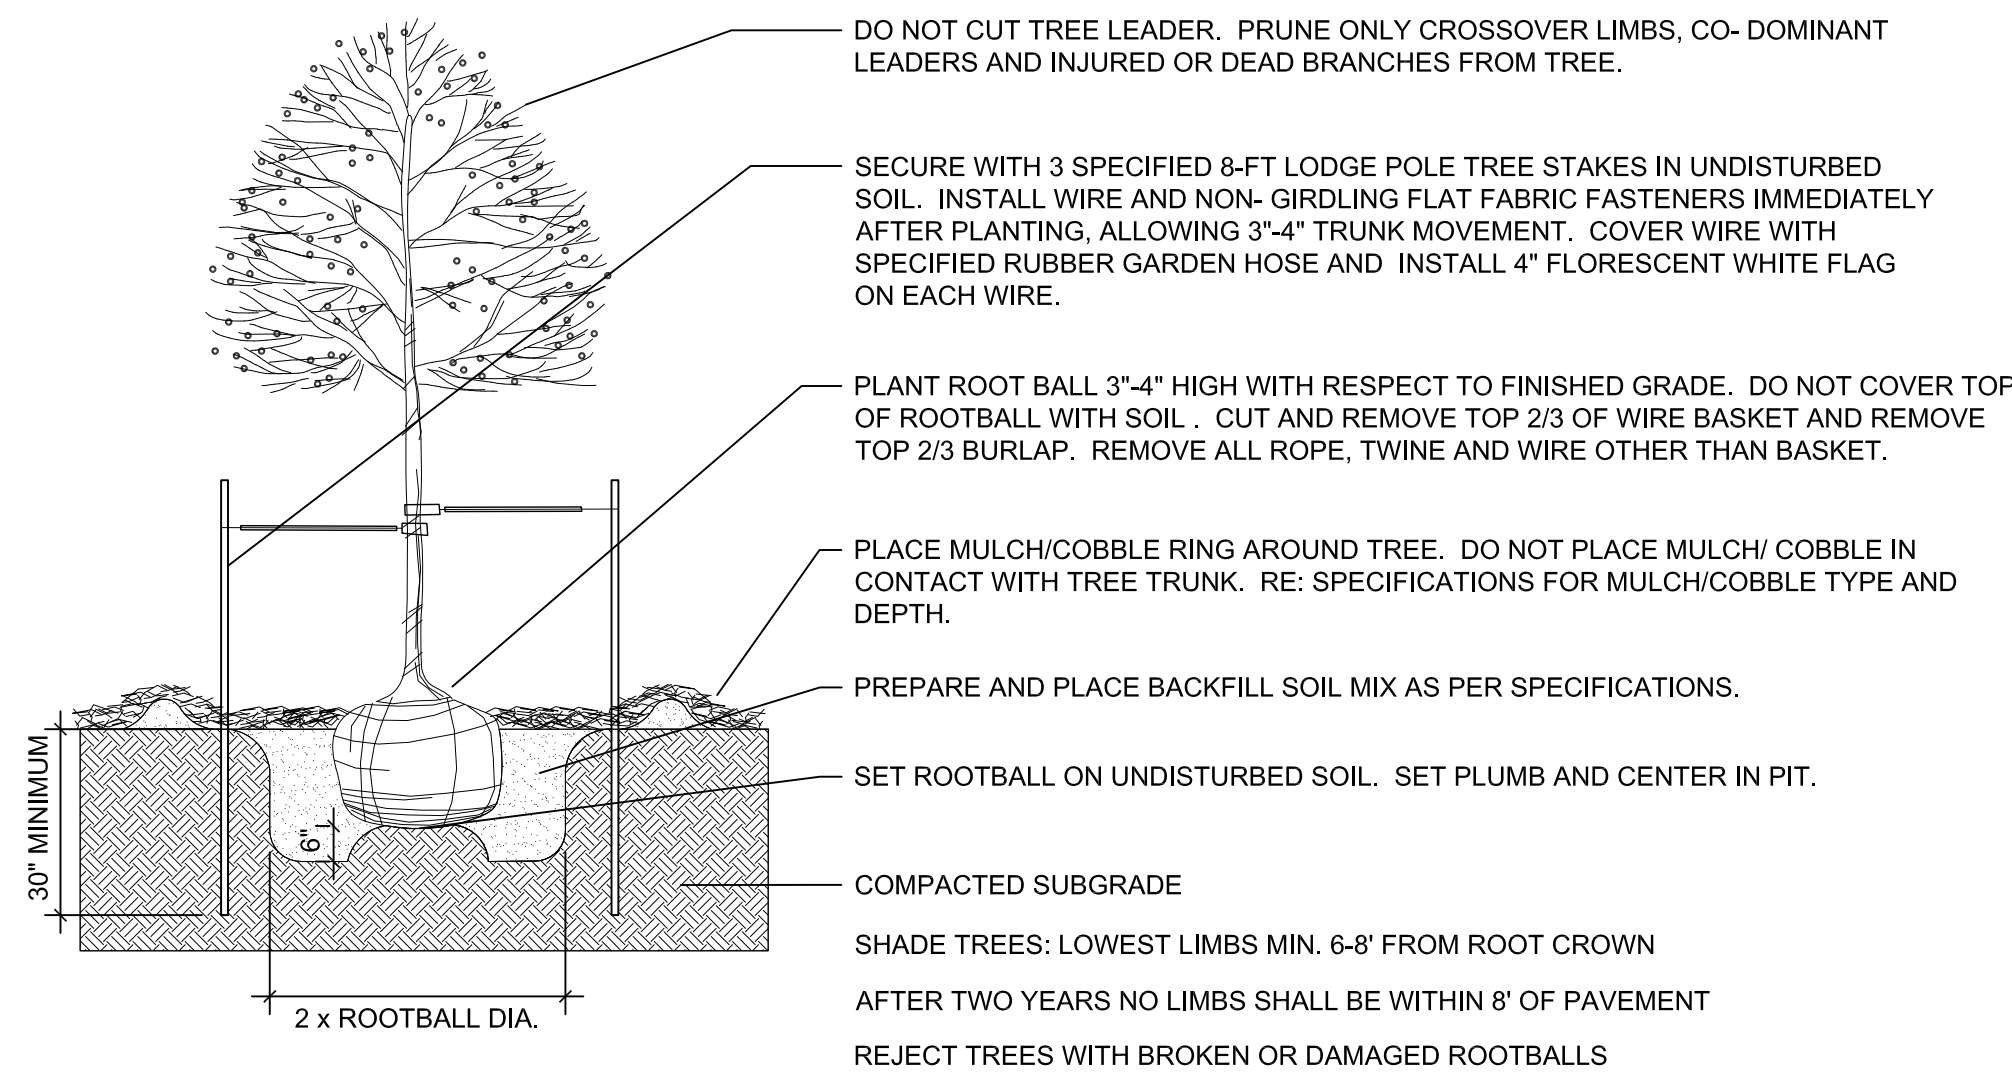 DO NOT CUT TREE LEADER. PRUNE ONLY CROSSOVER LIMBS, CO- DOMINANT
LEADERS AND INJURED OR DEAD BRANCHES FROM TREE.
SECURE WITH 3 SPECIFIED 8-FT LODGE POLE TREE STAKES IN UNDISTURBED
SOIL. INSTALL WIRE AND NON- GIRDLING FLAT FABRIC FASTENERS IMMEDIATELY
AFTER PLANTING, ALLOWING 3"-4" TRUNK MOVEMENT. COVER WIRE WITH
SPECIFIED RUBBER GARDEN HOSE AND INSTALL 4" FLORESCENT WHITE FLAG
ON EACH WIRE.
PLANT ROOT BALL 3"-4" HIGH WITH RESPECT TO FINISHED GRADE. DO NOT COVER TOP
OF ROOTBALL WITH SOIL . CUT AND REMOVE TOP 2/3 OF WIRE BASKET AND REMOVE
TOP 2/3 BURLAP. REMOVE ALL ROPE, TWINE AND WIRE OTHER THAN BASKET.
PLACE MULCH/COBBLE RING AROUND TREE. DO NOT PLACE MULCH/ COBBLE IN
CONTACT WITH TREE TRUNK. RE: SPECIFICATIONS FOR MULCH/COBBLE TYPE AND
DEPTH.
PREPARE AND PLACE BACKFILL SOIL MIX AS PER SPECIFICATIONS.
SET ROOTBALL ON UNDISTURBED SOIL. SET PLUMB AND CENTER IN PIT.
30" MINIMUM
6"
COMPACTED SUBGRADE
SHADE TREES: LOWEST LIMBS MIN. 6-8' FROM ROOT CROWN
AFTER TWO YEARS NO LIMBS SHALL BE WITHIN 8' OF PAVEMENT
2 x ROOTBALL DIA.
REJECT TREES WITH BROKEN OR DAMAGED ROOTBALLS